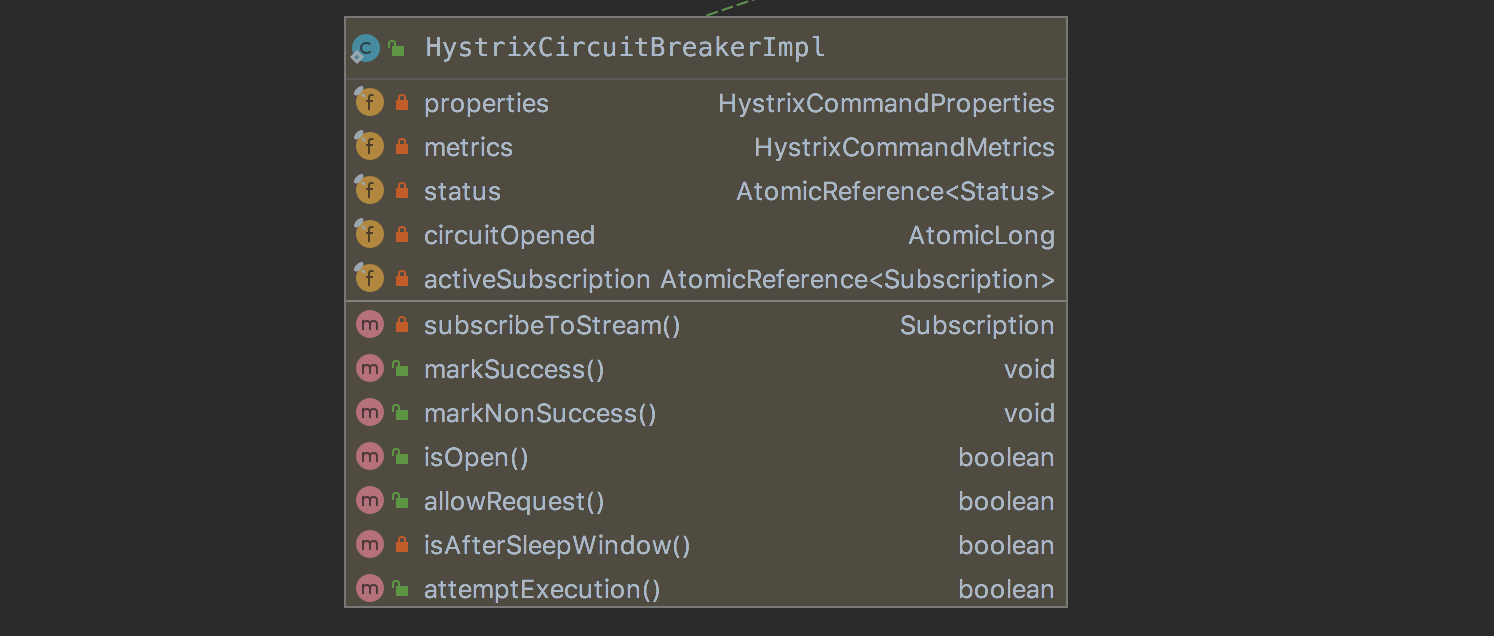 HystrixCircuitBreakerImpl
properties HystrixCommandProperties
metrics HystrixCommandMetrics
status AtomicReference<Status>
circuitOpened AtomicLong
activeSubscription AtomicReference<Subscription>
subscribeToStream() Subscription
markSuccess() void
markNonSuccess() void
isOpen() boolean
allowRequest() boolean
isAfterSleepWindow() boolean
attemptExecution() boolean